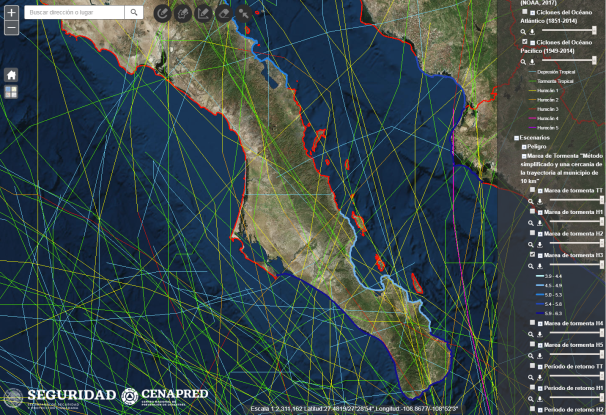 Buscar dirección o lugar
(NOAA, 2017)
Ciclones del Océano
Atlántico (1851-2014)
Ciclones del Océano
Pacífico (1949-2014)
Depresión Tropical
Tormenta Tropical
Huracán 1
Huracán 2
Huracán 3
Huracán 4
Huracán 5
Escenarios
Peligro
Marea de Tormenta "Método
simplificado y una cercanía de
la trayectoria al municipio de
10 km"
Marea de tormenta TT
Marea de tormenta H1
Marea de tormenta H2
Marea de tormenta H3
3.9 - 4.4
4.5 - 4.9
5.0 - 5.3
5.4 - 5.8
5.9 - 6.3
Marea de tormenta H4
Marea de tormenta H5
Periodo de retorno TT
Periodo de retorno H1
Periodo de retorno H2
SEGURIDAD
CENAPRED
Escala 1:2,311,162 Latitud:27.4819/27°28'54", Longitud:-108.8677/-108°52'3"